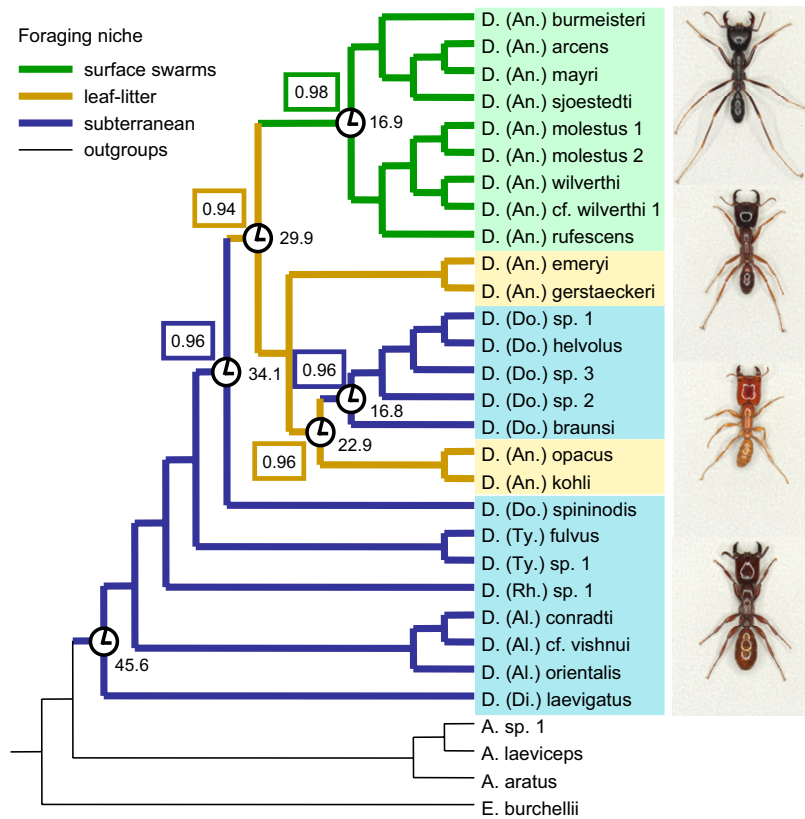 Foraging niche
surface swarms
leaf-litter
subterranean
outgroups
D. (An.) burmeisteri
D. (An.) arcens
D. (An.) mayri
D. (An.) sjoestedti
D. (An.) molestus 1
D. (An.) molestus 2
D. (An.) wilverthi
D. (An.) cf. wilverthi 1
D. (An.) rufescens
D. (An.) emeryi
D. (An.) gerstaeckeri
D. (Do.) sp. 1
D. (Do.) helvolus
D. (Do.) sp. 3
D. (Do.) sp. 2
D. (Do.) braunsi
D. (An.) opacus
D. (An.) kohli
D. (Do.) spininodis
D. (Ty.) fulvus
D. (Ty.) sp. 1
D. (Rh.) sp. 1
D. (Al.) conradti
D. (Al.) cf. vishnui
D. (Al.) orientalis
D. (Di.) laevigatus
A. sp. 1
A. laeviceps
A. aratus
E. burchellii
0.98
16.9
0.94
29.9
0.96
34.1
0.96
16.8
0.96
22.9
45.6